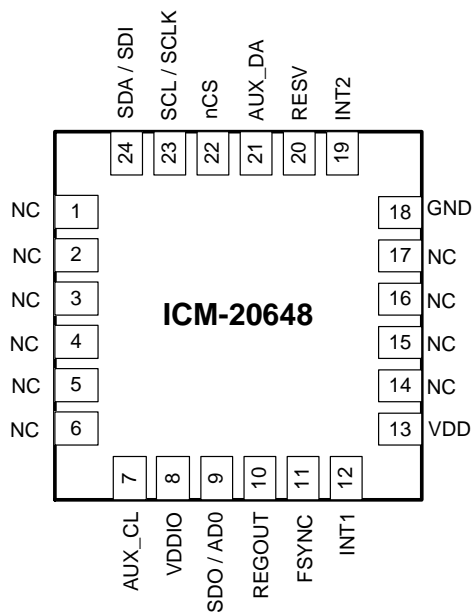 SDA / SDI
SCL / SCLK
nCS
AUX_DA
RESV
INT2
24
23
22
21
20
19
NC 1
NC 2
NC 3
NC 4
NC 5
NC 6
ICM-20648
18 GND
17 NC
16 NC
15 NC
14 NC
13 VDD
7
8
9
10
11
12
AUX_CL
VDDIO
SDO / AD0
REGOUT
FSYNC
INT1